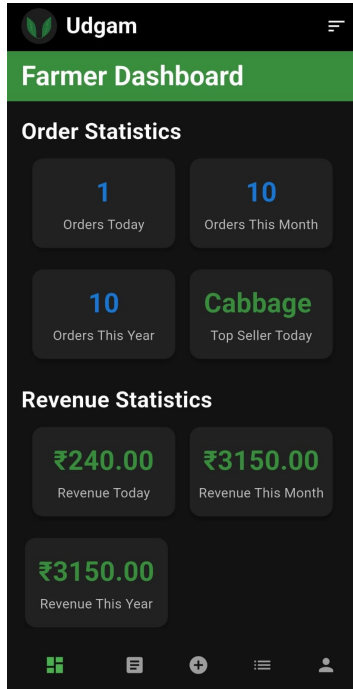 Udgam
Farmer Dashboard
Order Statistics
1
Orders Today
10
Orders This Month
10
Orders This Year
Cabbage
Top Seller Today
Revenue Statistics
₹240.00
Revenue Today
₹3150.00
Revenue This Month
₹3150.00
Revenue This Year